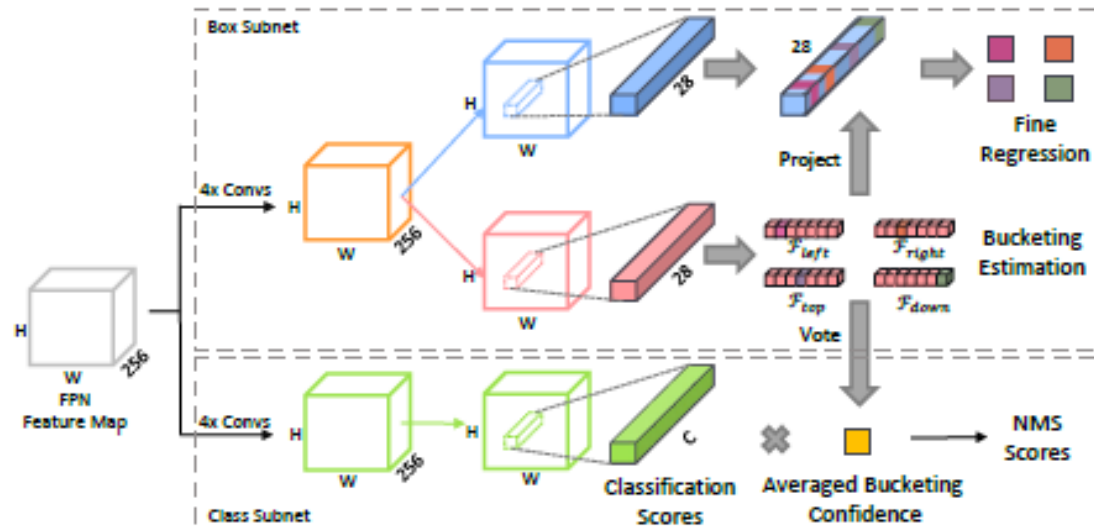 Box Subnet
28
28
H
W
Project
Fine
Regression
4x Convs
H
W
256
H
W
28
ℱleft
ℱright
ℱtop
ℱdown
Bucketing
Estimation
Vote
H
W
256
FPN
Feature Map
4x Convs
H
W
256
H
W
C
Classification
Scores
Averaged Bucketing
Confidence
NMS
Scores
Class Subnet